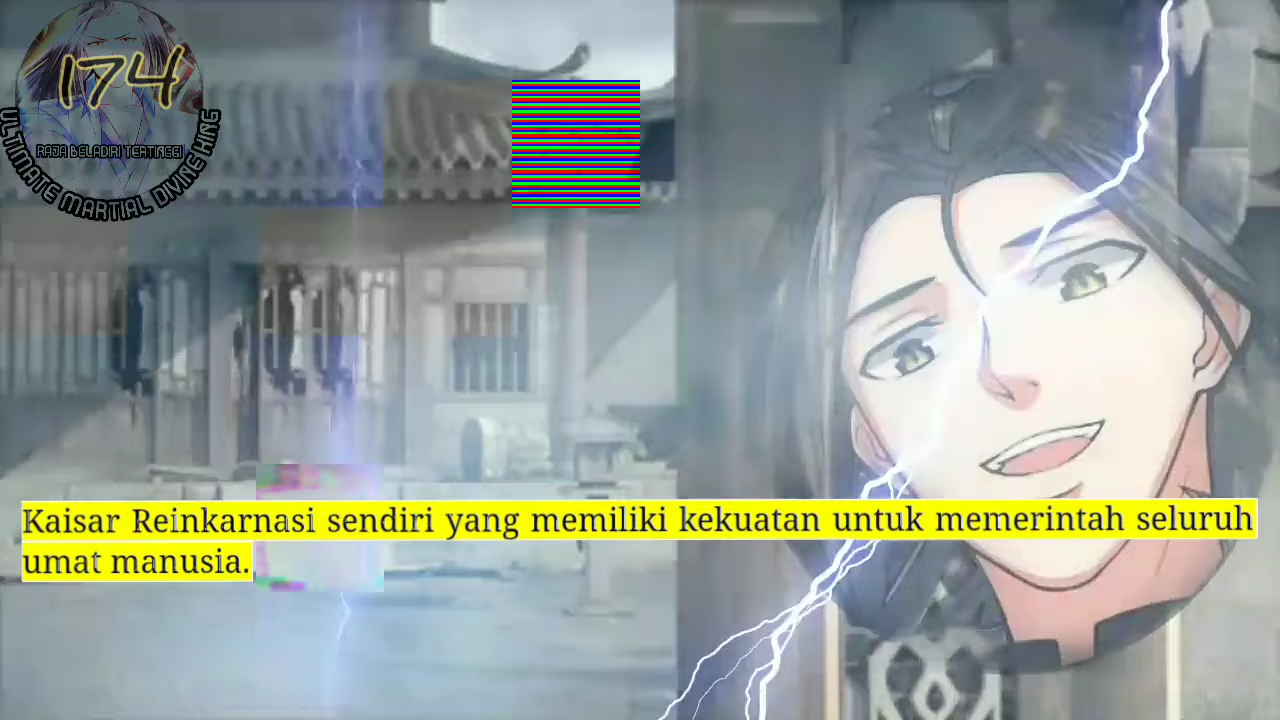 174
RAJA BELADIRI TERTINGGI
ULTIMATE MARTIAL DIVINE KING
Kaisar Reinkarnasi sendiri yang memiliki kekuatan untuk memerintah seluruh
umat manusia.